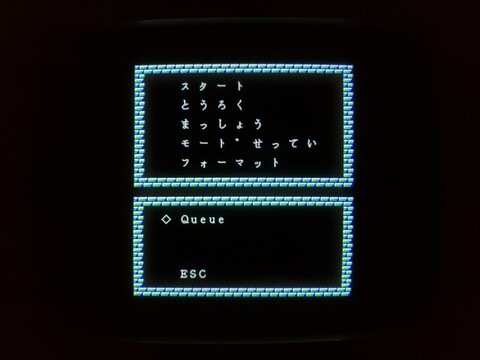 スタート
とうろく
まっしょう
モード せってい
フォーマット
◇ Queue
ESC